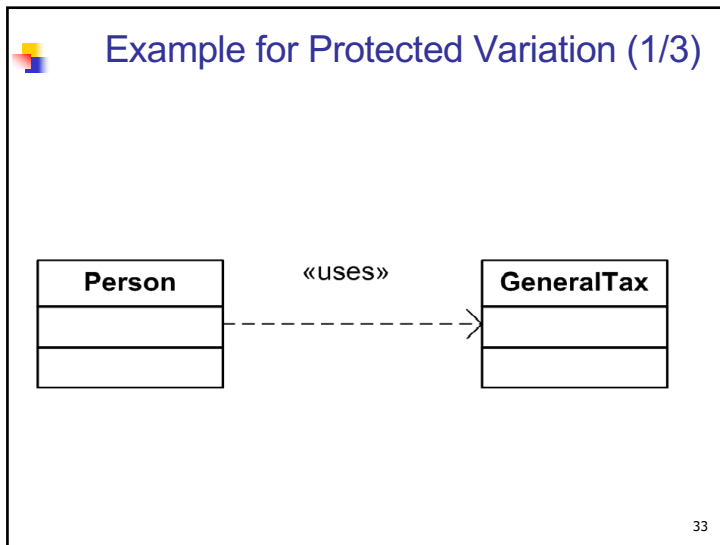 Example for Protected Variation (1/3)
«uses»
Person
GeneralTax
33